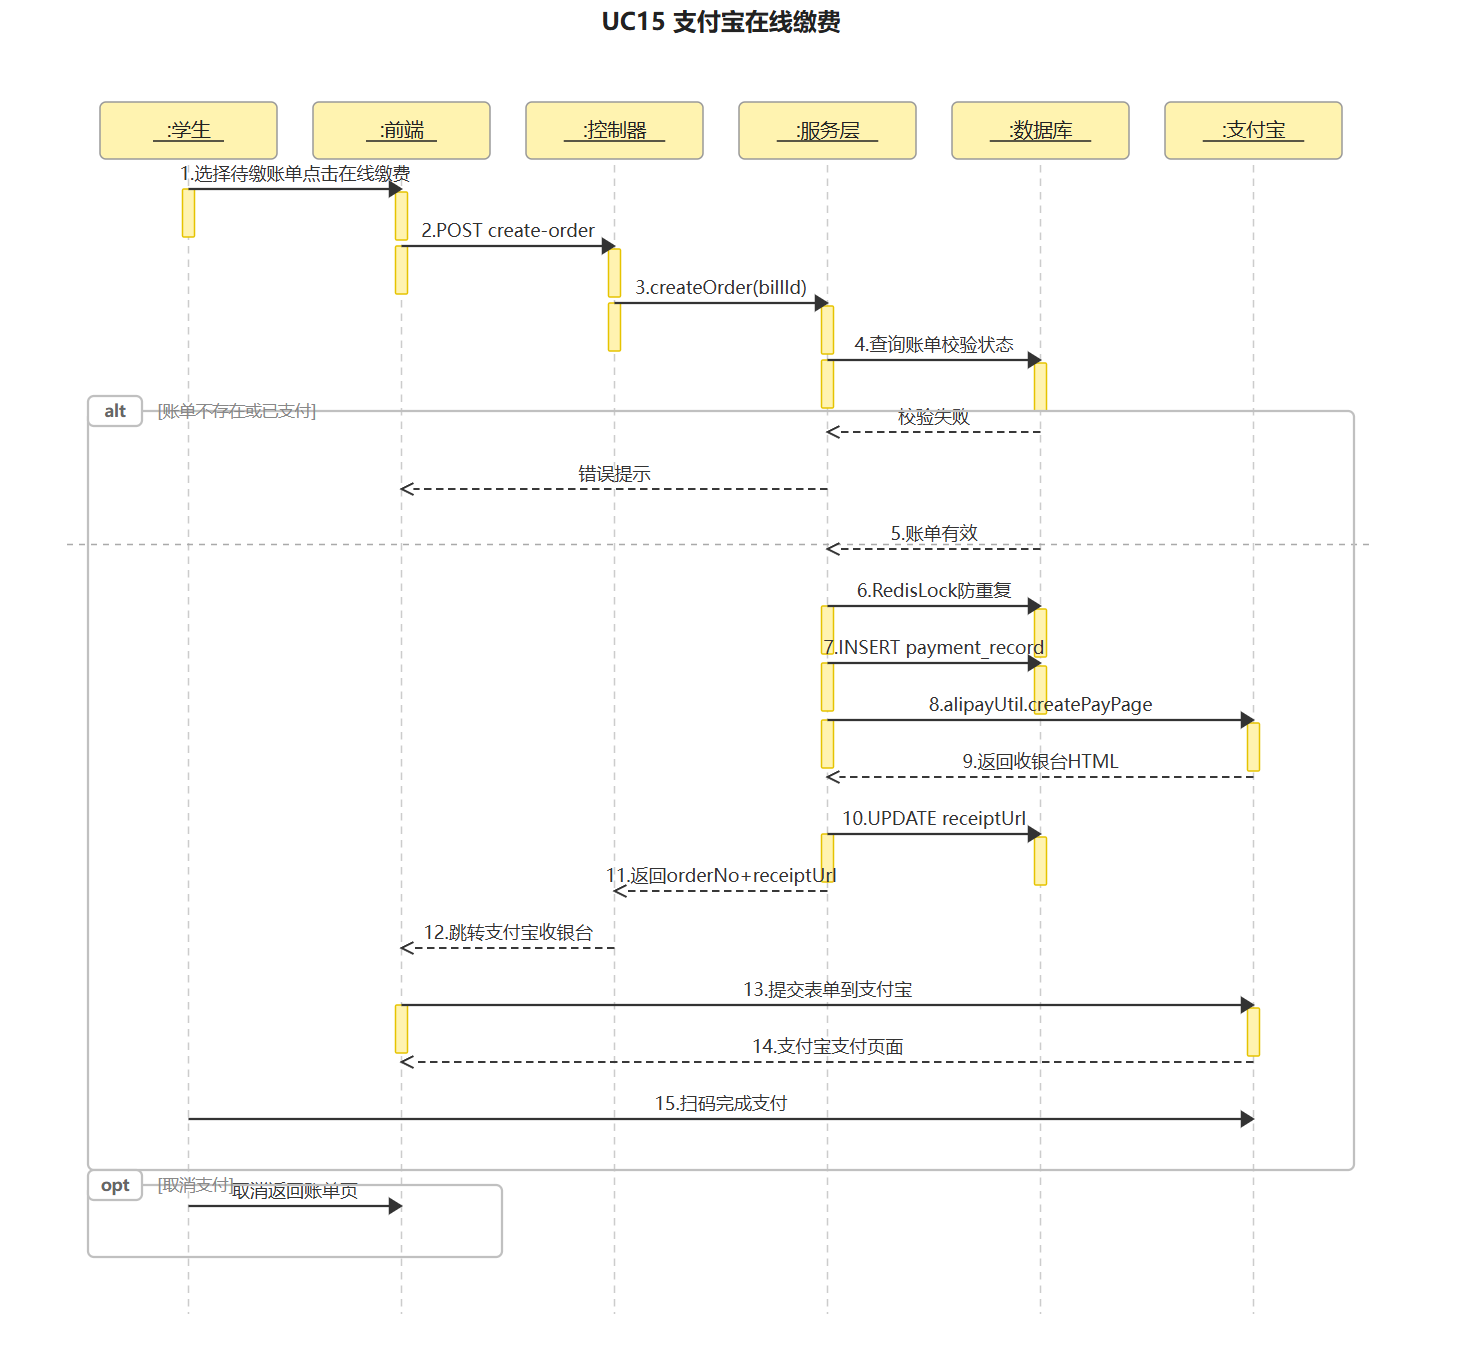 UC15 支付宝在线缴费
:学生
:前端
:控制器
:服务层
:数据库
:支付宝
1.选择待缴账单点击在线缴费
2.POST create-order
3.createOrder(billId)
4.查询账单校验状态
alt
[账单不存在或已支付]
校验失败
错误提示
5.账单有效
6.RedisLock防重复
7.INSERT payment_record
8.alipayUtil.createPayPage
9.返回收银台HTML
10.UPDATE receiptUrl
11.返回orderNo+receiptUrl
12.跳转支付宝收银台
13.提交表单到支付宝
14.支付宝支付页面
15.扫码完成支付
opt
[取消支付]
取消返回账单页